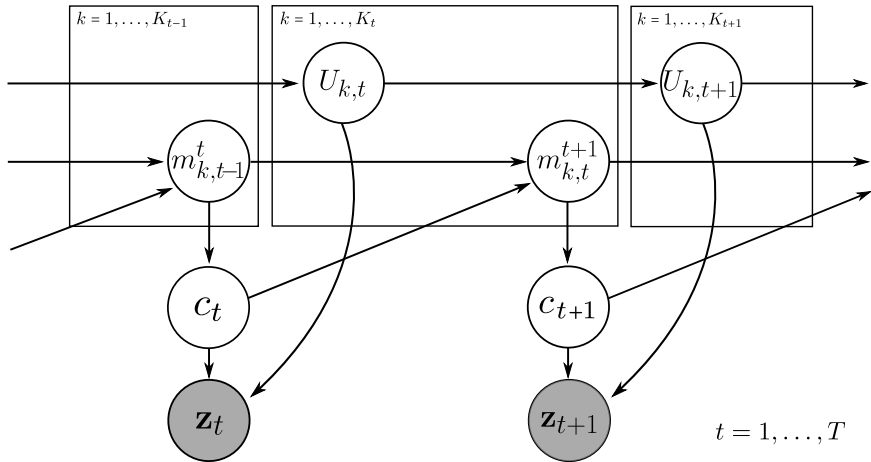 k = 1, . . . , K_{t−1}
k = 1, . . . , K_t
k = 1, . . . , K_{t+1}
U_{k,t}
U_{k,t+1}
m^t_{k,t−1}
m^{t+1}_{k,t}
c_t
c_{t+1}
z_t
z_{t+1}
t = 1, . . . , T